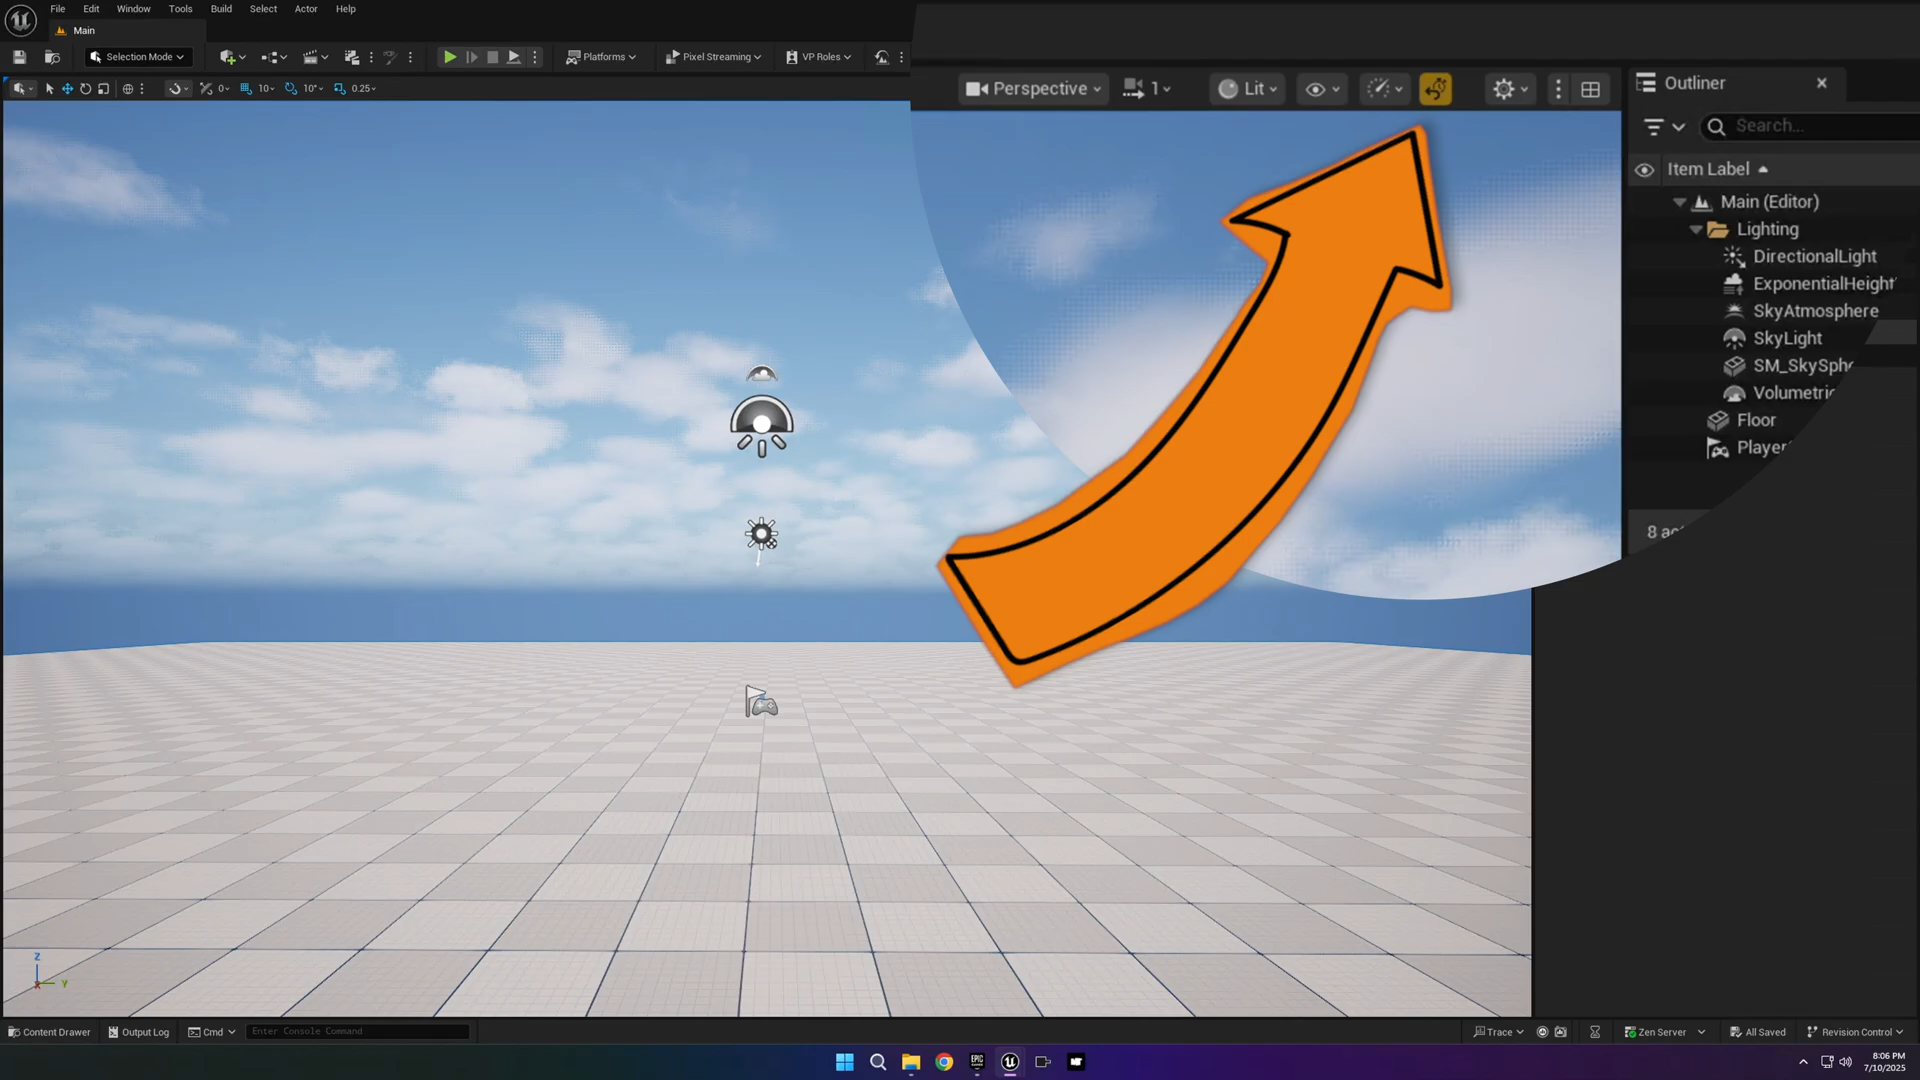 File Edit Window Tools Build Select Actor Help
Main
Selection Mode
Platforms
Pixel Streaming
VP Roles
0
10
10°
0.25
Perspective
1
Lit
Outliner
Search...
Item Label
Main (Editor)
Lighting
DirectionalLight
ExponentialHeight
SkyAtmosphere
SkyLight
SM_SkySphe
Volumetric
Floor
Player
8 ac
Z
X
Y
Content Drawer
Output Log
Cmd
Enter Console Command
Trace
Zen Server
All Saved
Revision Control
EPIC
GAMES
8:06 PM
7/10/2025